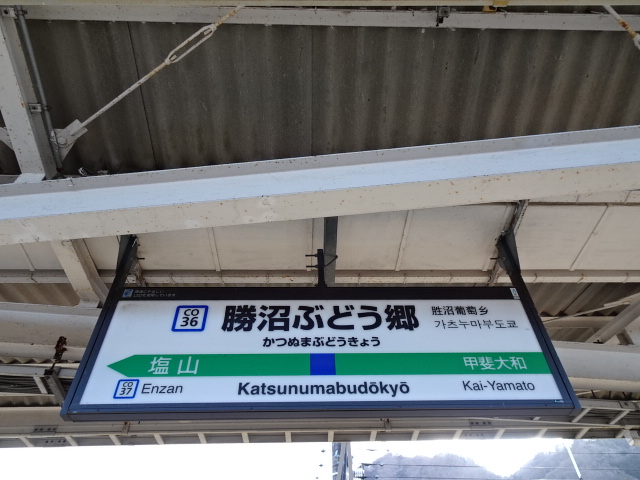 CO
36
勝沼ぶどう郷
かつぬまぶどうきょう
胜沼葡萄乡
가츠누마부도쿄
塩山
甲斐大和
CO
37
Enzan
Katsunumabudōkyō
Kai-Yamato